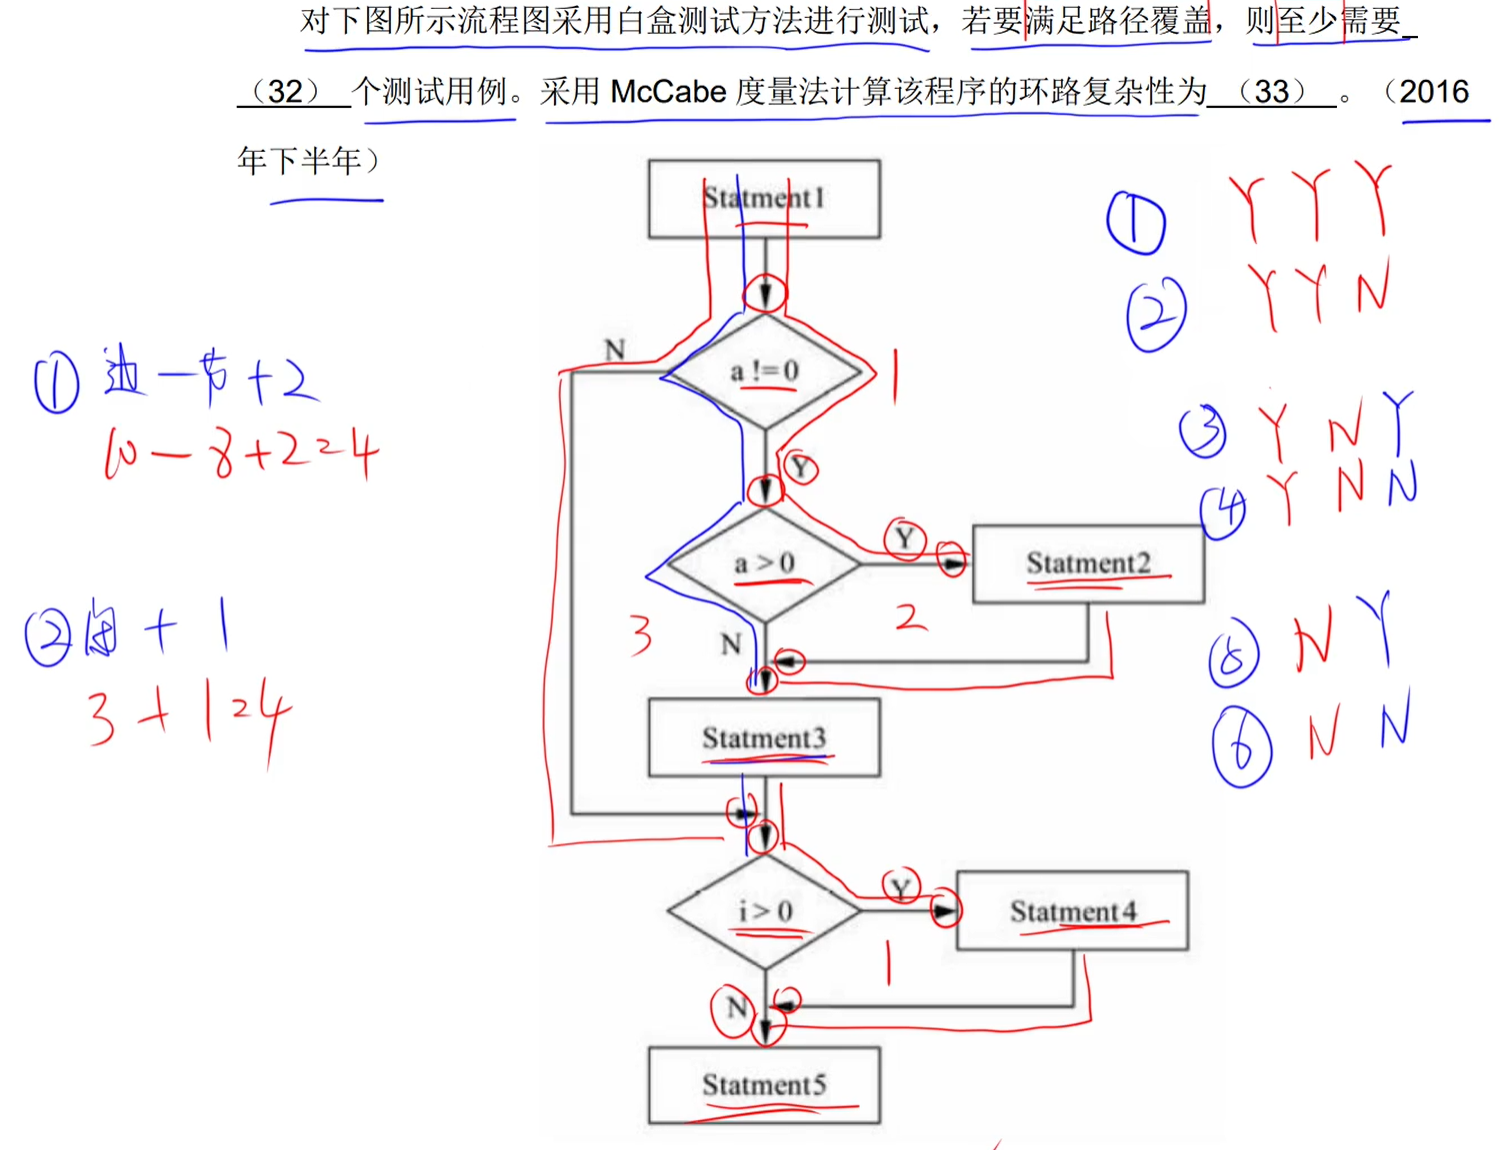 对下图所示流程图采用白盒测试方法进行测试，若要满足路径覆盖，则至少需要
（32） 个测试用例。采用 McCabe 度量法计算该程序的环路复杂性为 （33） 。（2016
年下半年）
Statment1
① Y Y Y
② Y Y N
N
a !=0
1
① 边－节＋2
10－8+2=4
③ Y N Y
Y
④ Y N N
Y
a > 0
Statment2
2
3
N
② 闭 + 1
3 + 1=4
⑤ N Y
⑥ N N
Statment3
Y
i > 0
Statment4
1
N
Statment5